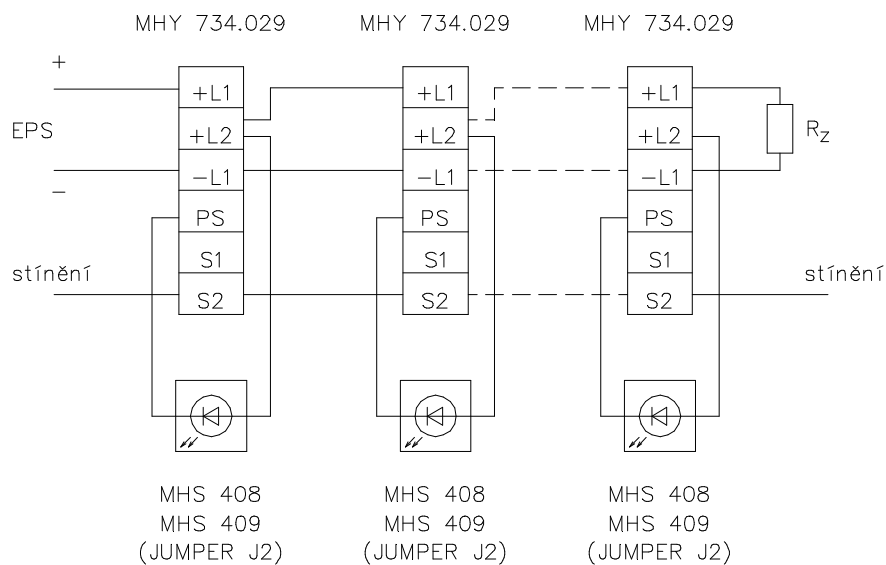 MHY 734.029 MHY 734.029 MHY 734.029
+
EPS
−
stínění
stínění
+L1
+L2
−L1
PS
S1
S2
+L1
+L2
−L1
PS
S1
S2
+L1
+L2
−L1
PS
S1
S2
RZ
MHS 408
MHS 409
(JUMPER J2)
MHS 408
MHS 409
(JUMPER J2)
MHS 408
MHS 409
(JUMPER J2)